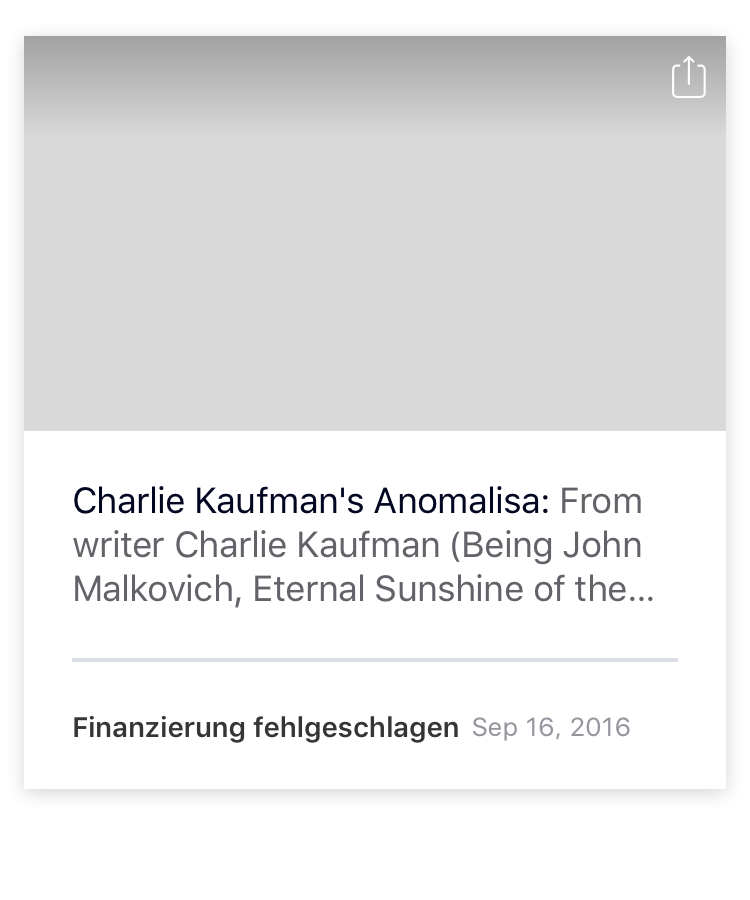 Charlie Kaufman's Anomalisa: From
writer Charlie Kaufman (Being John
Malkovich, Eternal Sunshine of the...
Finanzierung fehlgeschlagen Sep 16, 2016